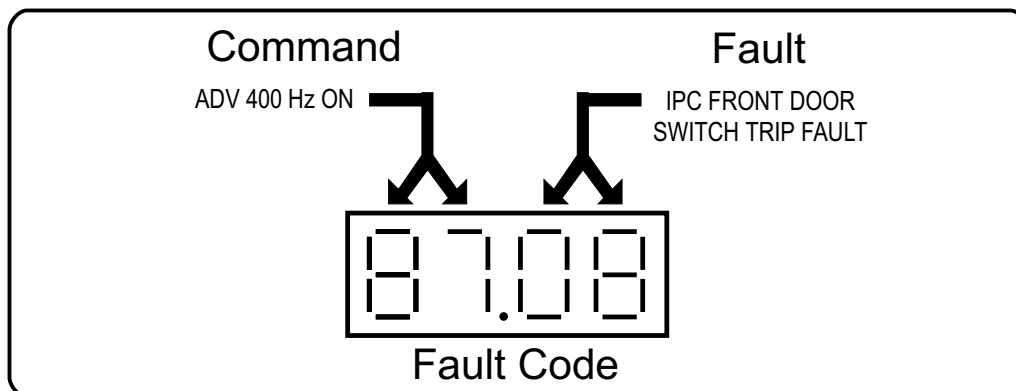 Command
Fault
ADV 400 Hz ON
IPC FRONT DOOR
SWITCH TRIP FAULT
87.08
Fault Code